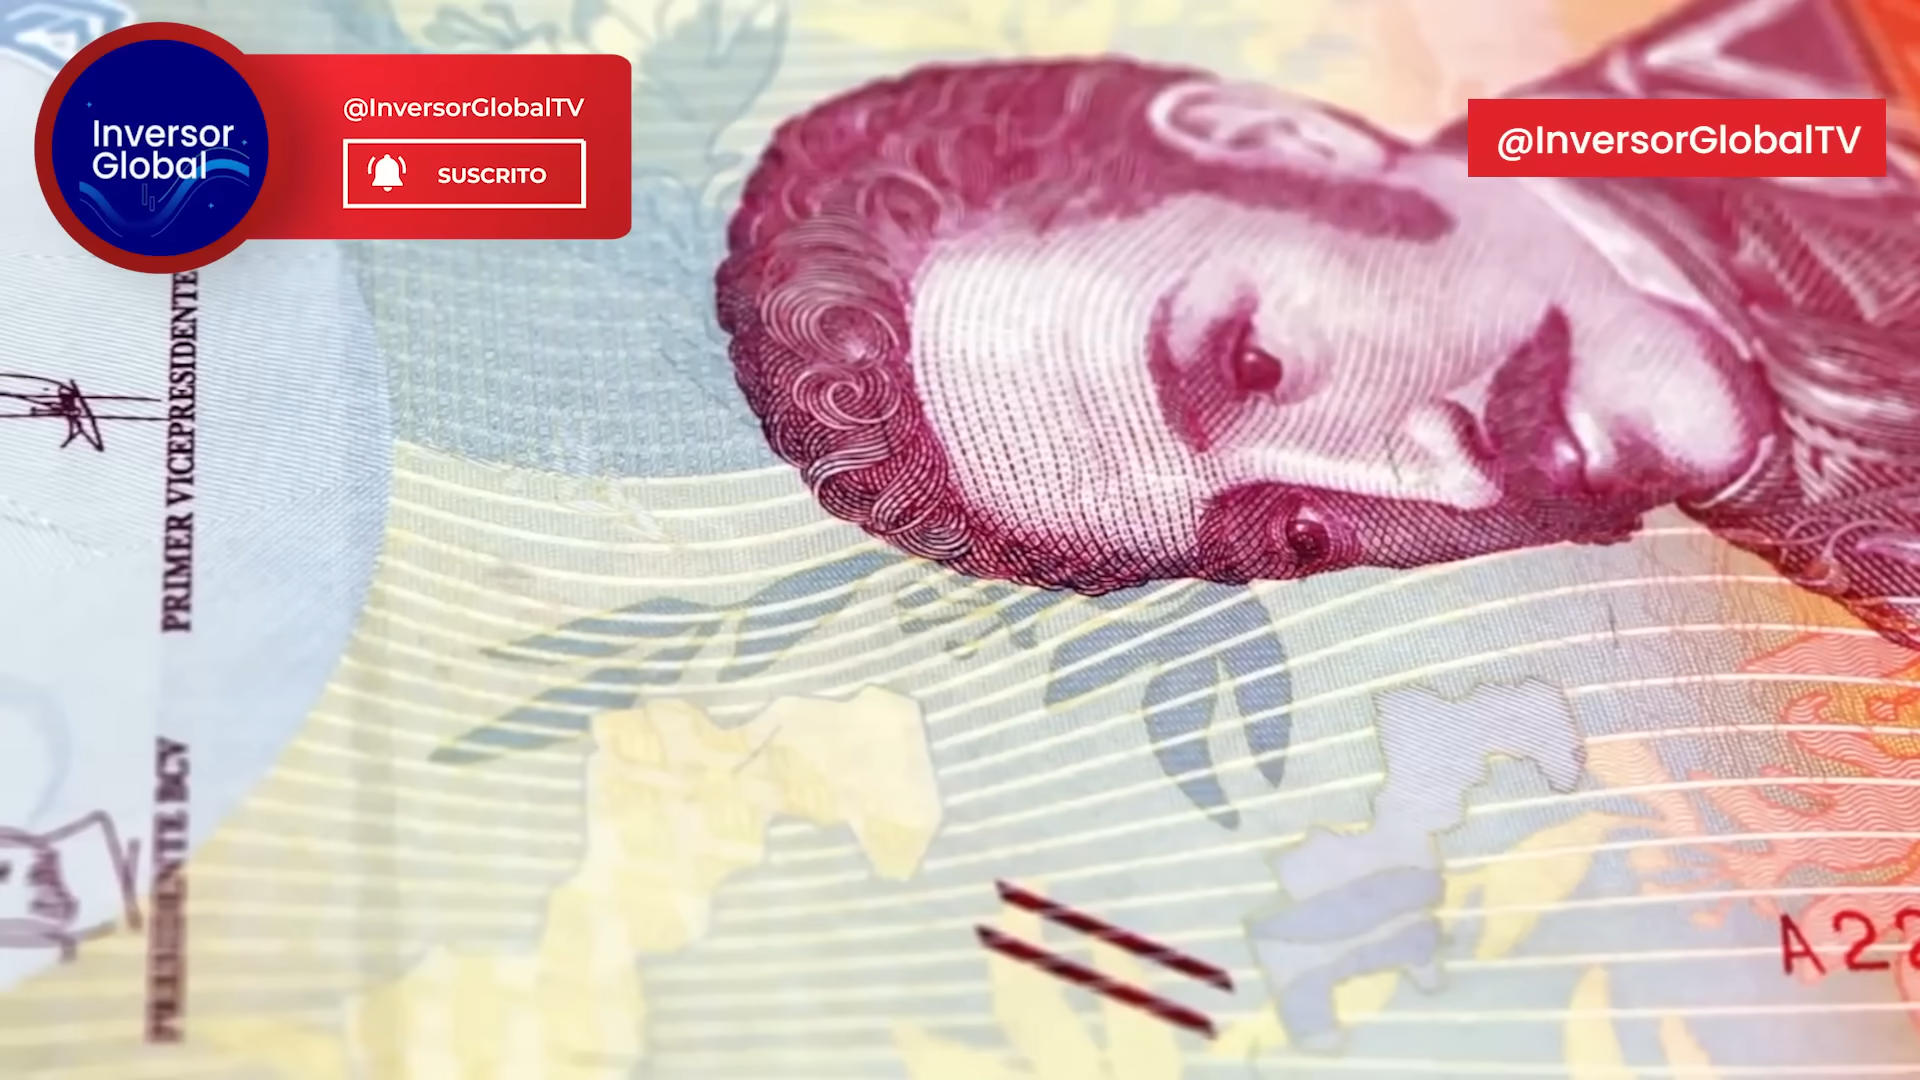 Inversor
Global
@InversorGlobalTV
SUSCRITO
@InversorGlobalTV
PRIMER VICEPRESIDENTE
PRESIDENTE BCV
A22